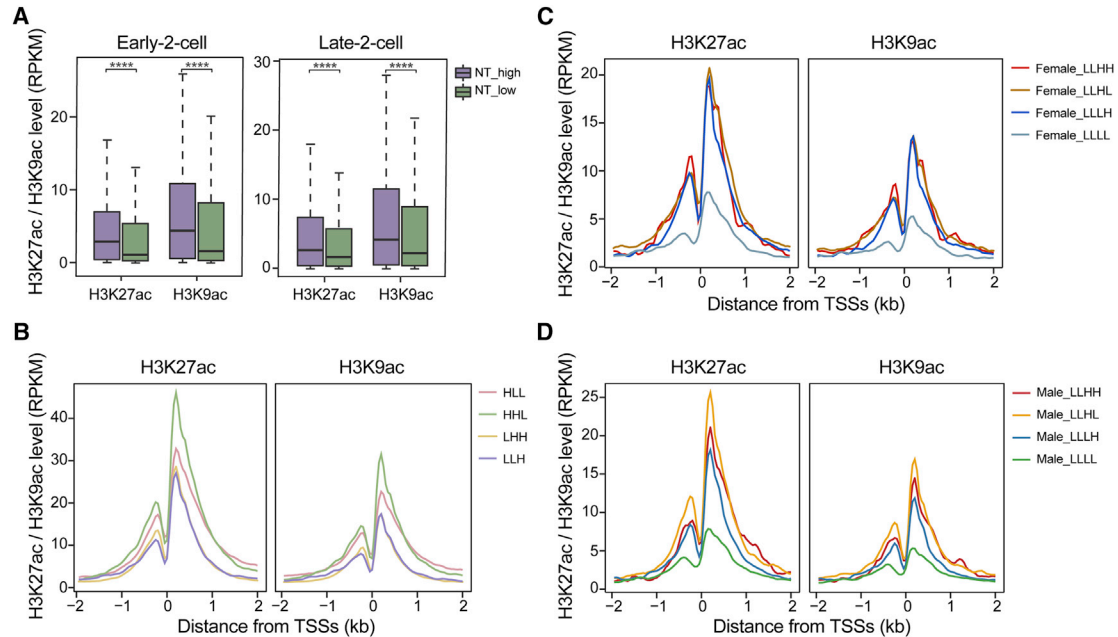 A
Early-2-cell
Late-2-cell
H3K27ac / H3K9ac level (RPKM)
****
****
****
****
20
10
0
30
20
10
0
H3K27ac
H3K9ac
H3K27ac
H3K9ac
NT_high
NT_low
B
H3K27ac
H3K9ac
H3K27ac / H3K9ac level (RPKM)
40
30
20
10
0
−2 −1 0 1 2
−2 −1 0 1 2
Distance from TSSs (kb)
HLL
HHL
LHH
LLH
C
H3K27ac
H3K9ac
H3K27ac / H3K9ac level (RPKM)
20
15
10
5
0
−2 −1 0 1 2
−2 −1 0 1 2
Distance from TSSs (kb)
Female_LLHH
Female_LLHL
Female_LLLH
Female_LLLL
D
H3K27ac
H3K9ac
H3K27ac / H3K9ac level (RPKM)
25
20
15
10
5
0
−2 −1 0 1 2
−2 −1 0 1 2
Distance from TSSs (kb)
Male_LLHH
Male_LLHL
Male_LLLH
Male_LLLL